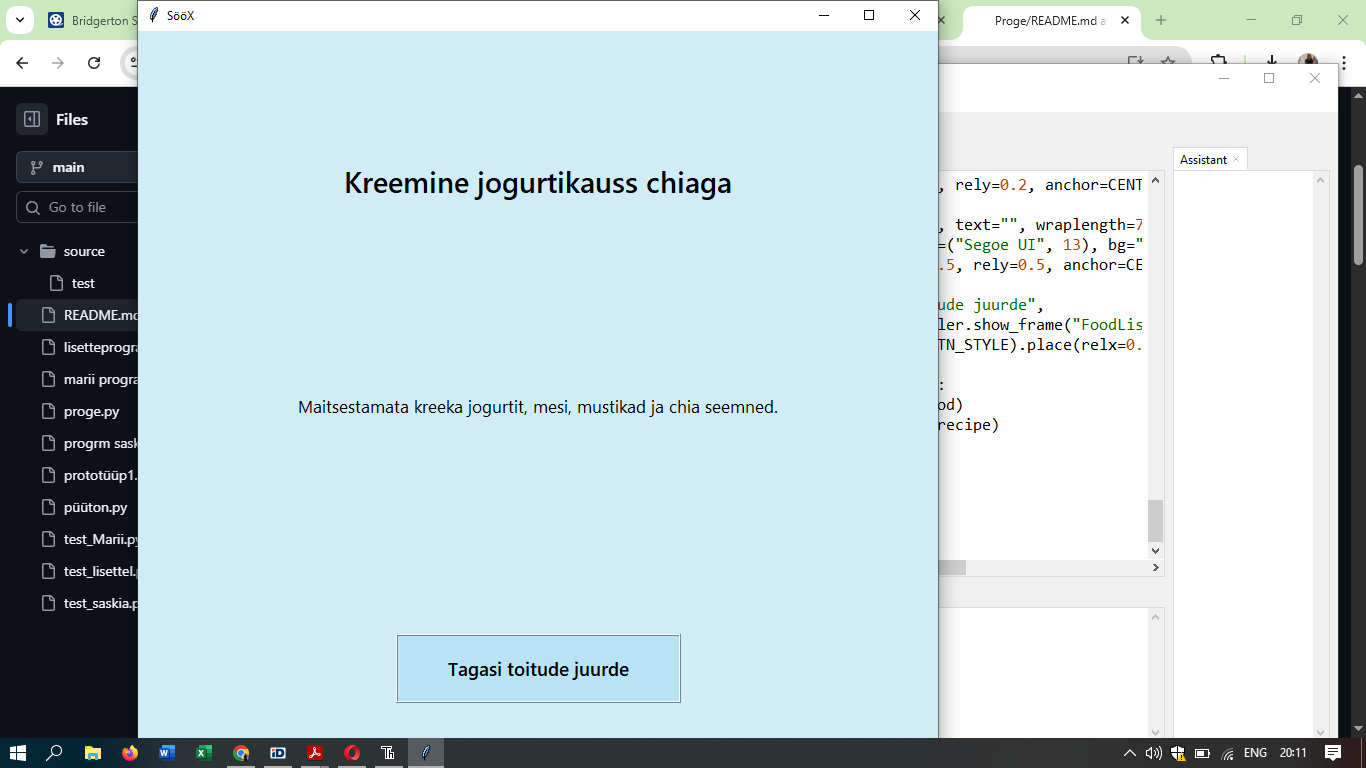 Bridgerton S
SööX
Proge/README.md a
Files
main
Go to file
source
test
README.md
lisetteprogra
marii progra
proge.py
progrm sask
prototüüp1.
püüton.py
test_Marii.py
test_lisettel.
test_saskia.p
Kreemine jogurtikauss chiaga
Maitsestamata kreeka jogurtit, mesi, mustikad ja chia seemned.
Tagasi toitude juurde
, rely=0.2, anchor=CENT
, text="", wraplength=7
=("Segoe UI", 13), bg="
.5, rely=0.5, anchor=CE
ude juurde",
ler.show_frame("FoodLis
TN_STYLE).place(relx=0.
:
od)
recipe)
Assistant
ENG 20:11